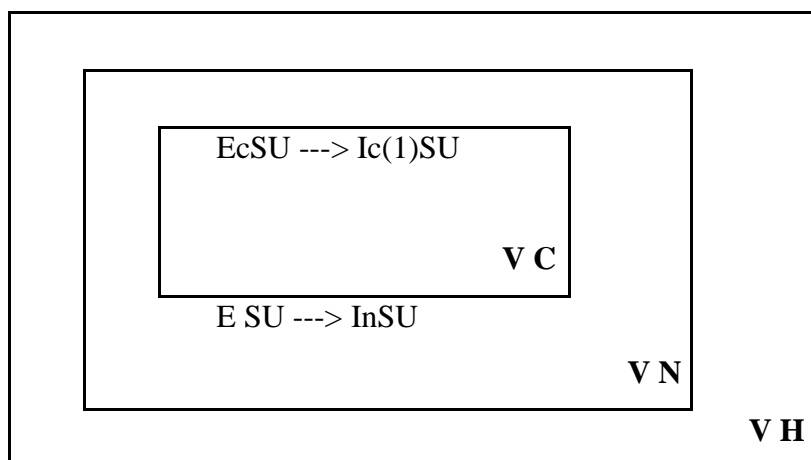 EcSU ---> Ic(1)SU
V C
E SU ---> InSU
V N
V H